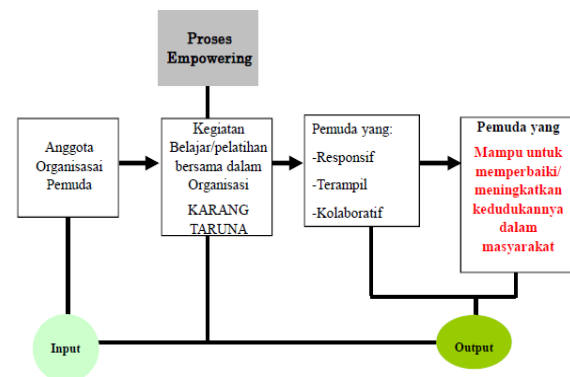 Proses
Empowering
Anggota
Organisasai
Pemuda
Kegiatan
Belajar/pelatihan
bersama dalam
Organisasi
KARANG
TARUNA
Pemuda yang:
-Responsif
-Terampil
-Kolaboratif
Pemuda yang
Mampu untuk
memperbaiki/
meningkatkan
kedudukannya
dalam
masyarakat
Input
Output